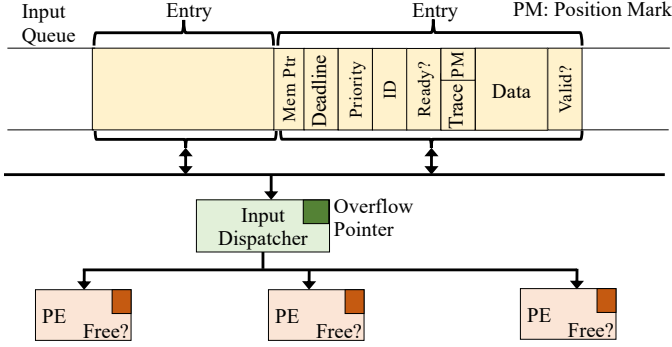 Input
Queue
Entry
Entry
PM: Position Mark
Mem Ptr
Deadline
Priority
ID
Ready?
Trace
PM
Data
Valid?
Input
Dispatcher
Overflow
Pointer
PE
Free?
PE
Free?
PE
Free?